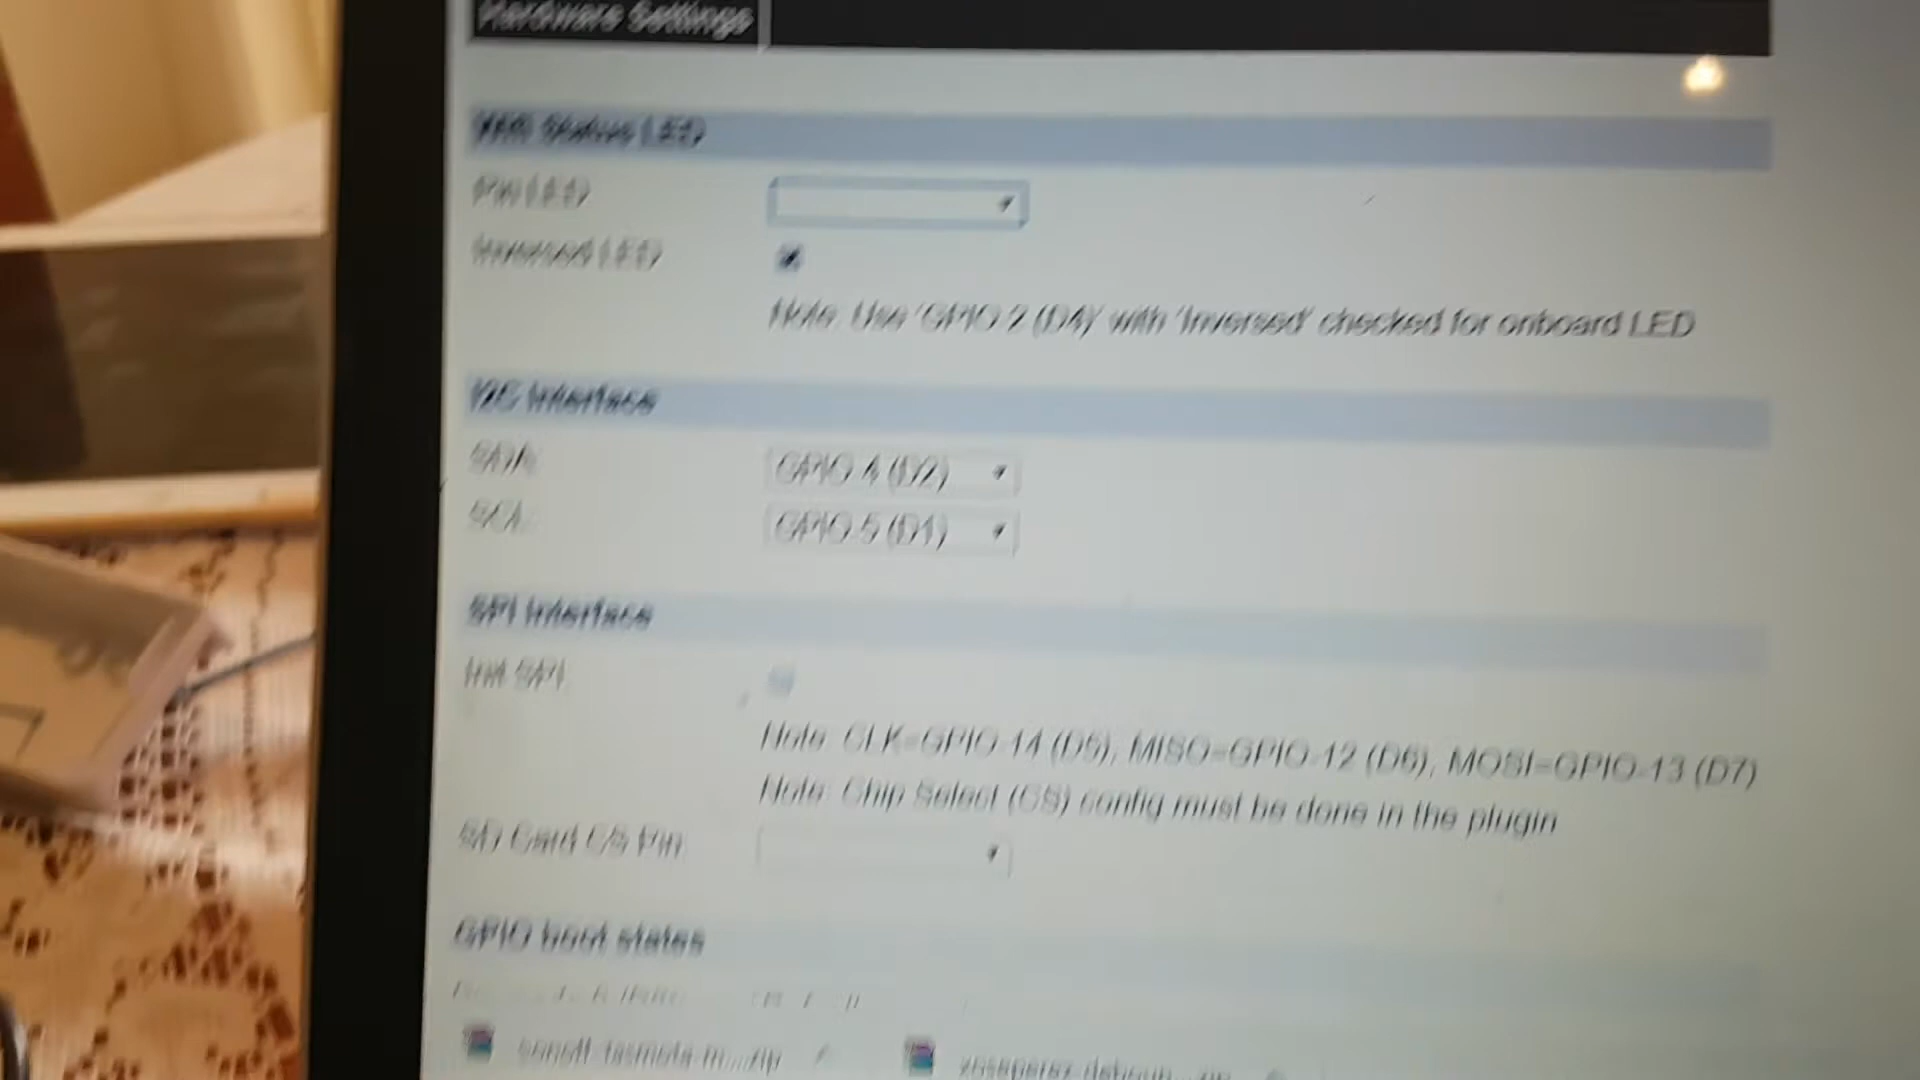 Hardware Settings
Wifi Status LED
Pin LED
Inversed LED
Note: Use 'GPIO-2 (D4)' with 'Inversed' checked for onboard LED
I2C Interface
SDA: GPIO-4 (D2)
SCL: GPIO-5 (D1)
SPI Interface
Init SPI:
Note: CLK=GPIO-14 (D5), MISO=GPIO-12 (D6), MOSI=GPIO-13 (D7)
Note: Chip Select (CS) config must be done in the plugin
SD Card CS Pin:
GPIO boot states
sonoff-tasmota-m....zip